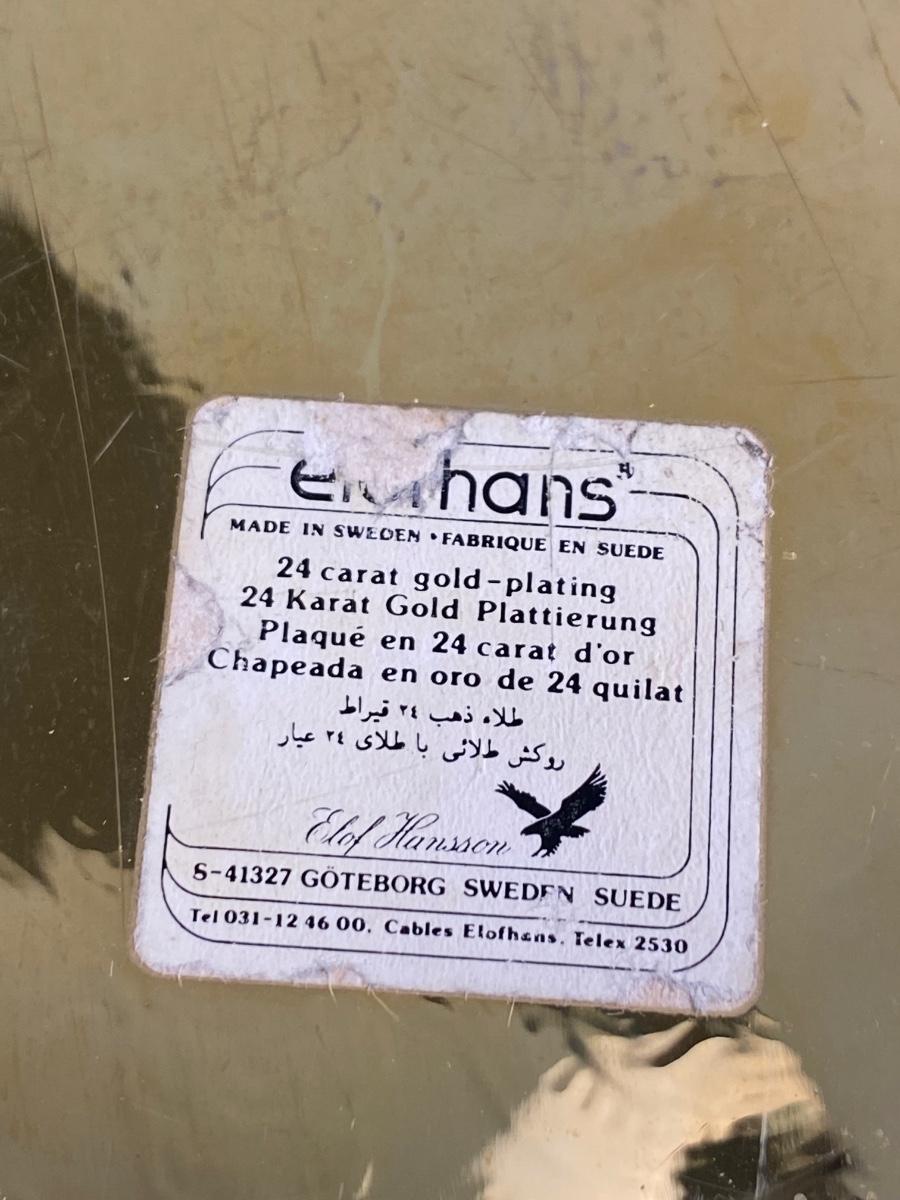 elofhans
MADE IN SWEDEN • FABRIQUE EN SUEDE
24 carat gold-plating
24 Karat Gold Plattierung
Plaqué en 24 carat d'or
Chapeada en oro de 24 quilat
طلاء ذهب ٢٤ قيراط
روکش طلائی با طلای ٢٤ عیار
Elof Hansson
S-41327 GÖTEBORG SWEDEN SUEDE
Tel 031-12 46 00. Cables Elofhans. Telex 2530